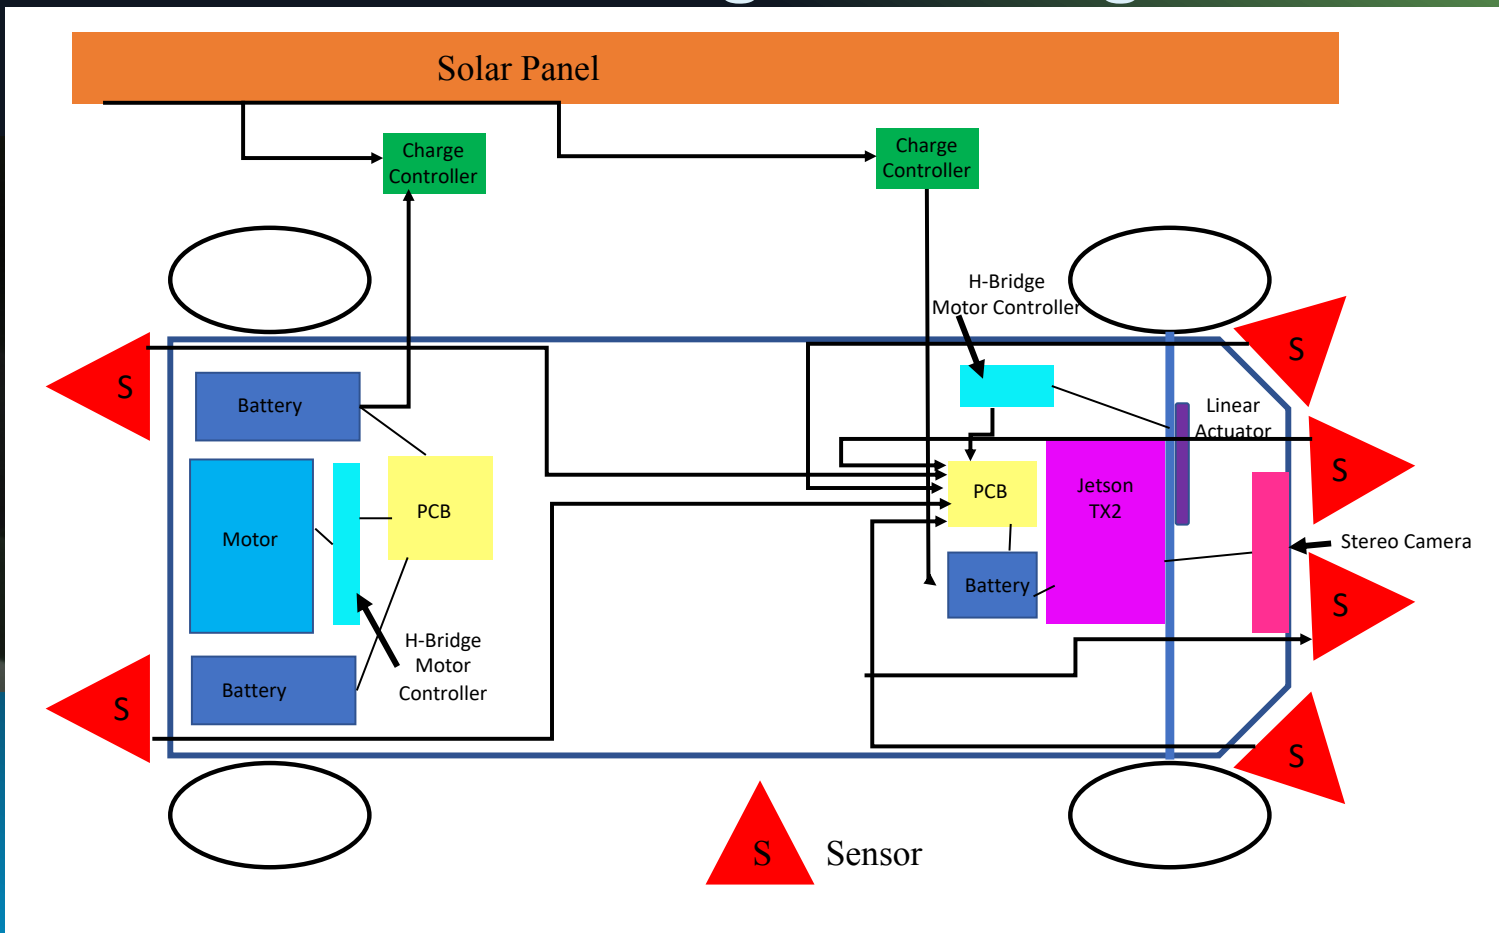 Solar Panel
Charge
Controller
Charge
Controller
H-Bridge
Motor Controller
S
S
Battery
Linear
Actuator
S
PCB
Motor
PCB
Jetson
TX2
Stereo Camera
Battery
S
H-Bridge
Motor
Controller
Battery
S
S
S
Sensor